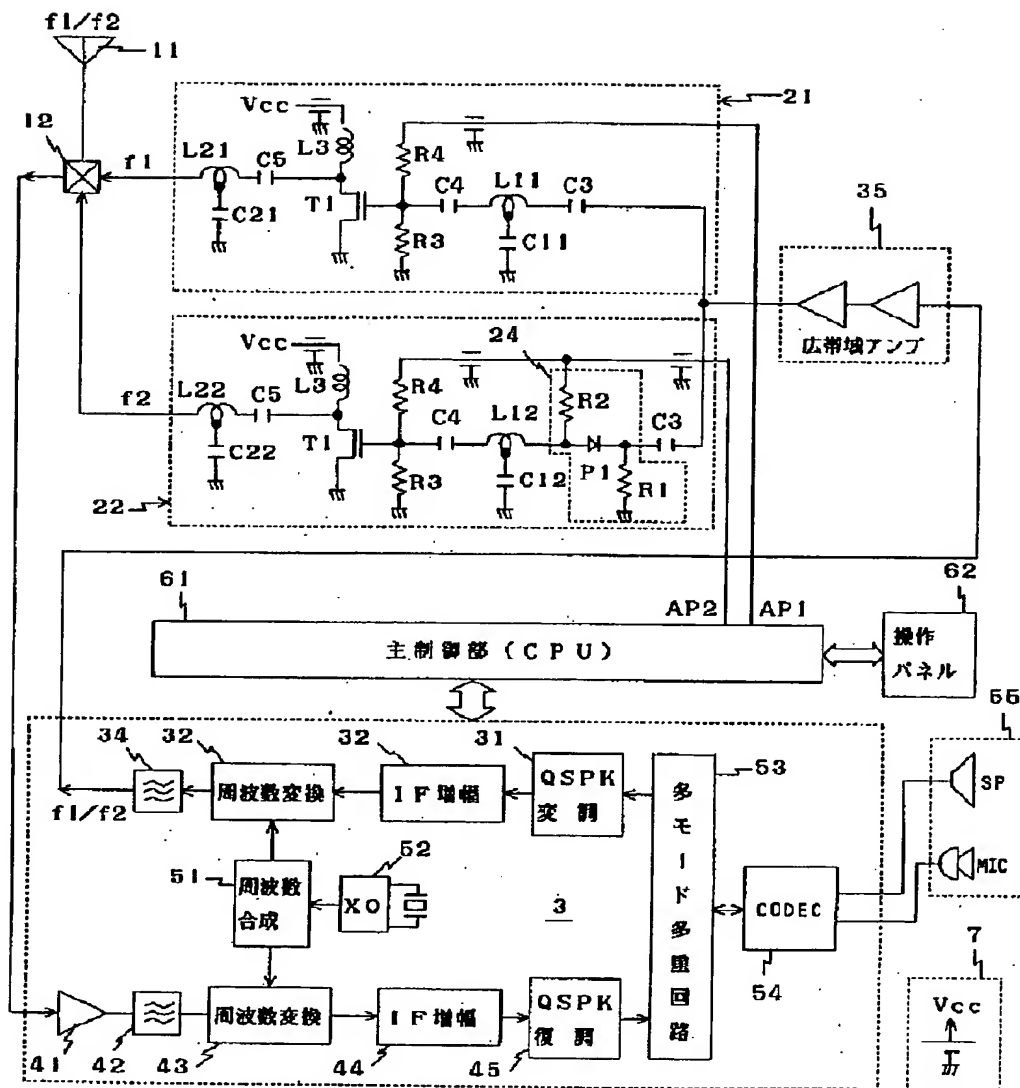 f1/f2
11
21
Vcc
L3
R4
12
f1
L21
C5
C4
L11
C3
T1
C21
R3
C11
35
広帯域アンプ
24
Vcc
L3
R4
R2
f2
L22
C5
C4
L12
C3
T1
C22
R3
C12
P1
R1
22
61
AP2
AP1
62
主制御部(CPU)
操作
パネル
55
34
32
32
31
53
周波数変換
IF増幅
QSPK
変調
SP
f1/f2
51
52
多モード多重回路
周波数
合成
XO
3
CODEC
MIC
54
7
Vcc
周波数変換
IF増幅
QSPK
復調
41
42
43
44
45